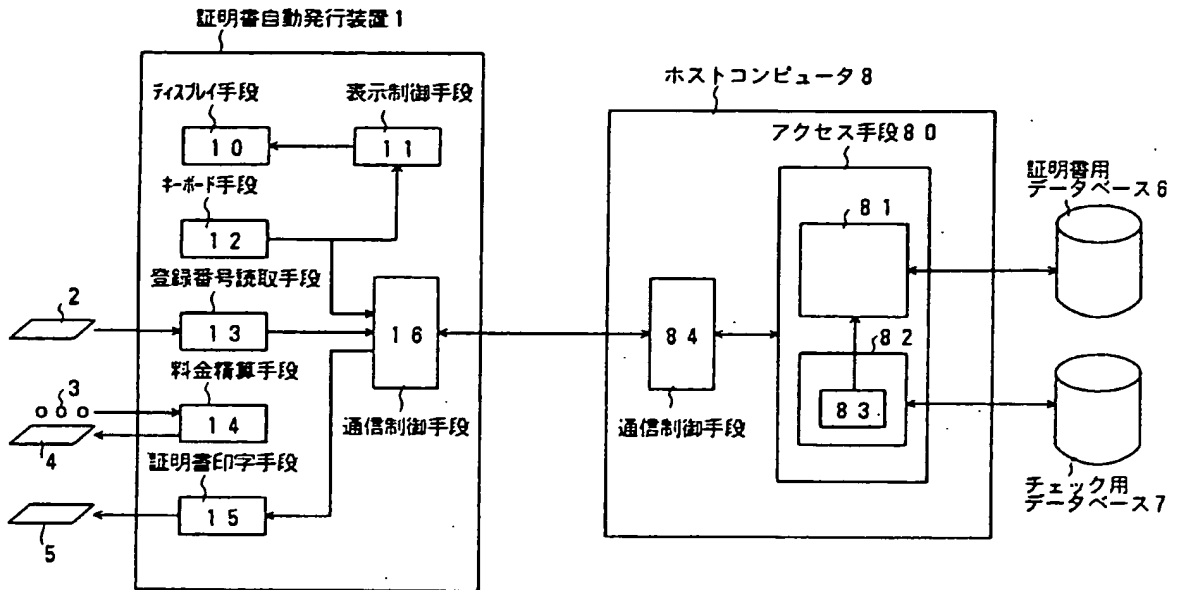 証明書自動発行装置1
ディスプレイ手段
10
表示制御手段
11
キーボード手段
12
登録番号読取手段
2
13
料金精算手段
3
14
4
証明書印字手段
15
5
16
通信制御手段
ホストコンピュータ8
84
通信制御手段
アクセス手段80
81
82
83
証明書用
データベース6
チェック用
データベース7